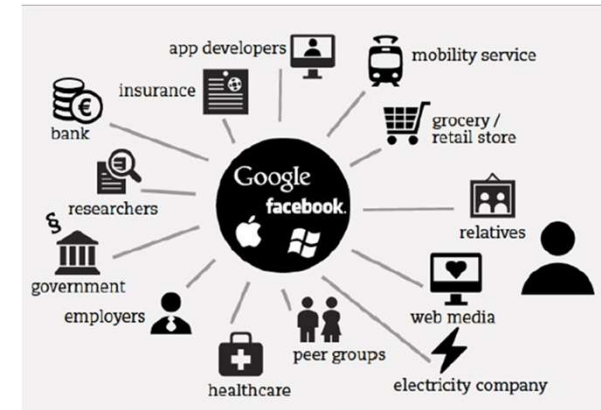 app developers
mobility service
insurance
bank
grocery /
retail store
Google
facebook.
researchers
§
relatives
government
employers
web media
peer groups
healthcare
electricity company
€